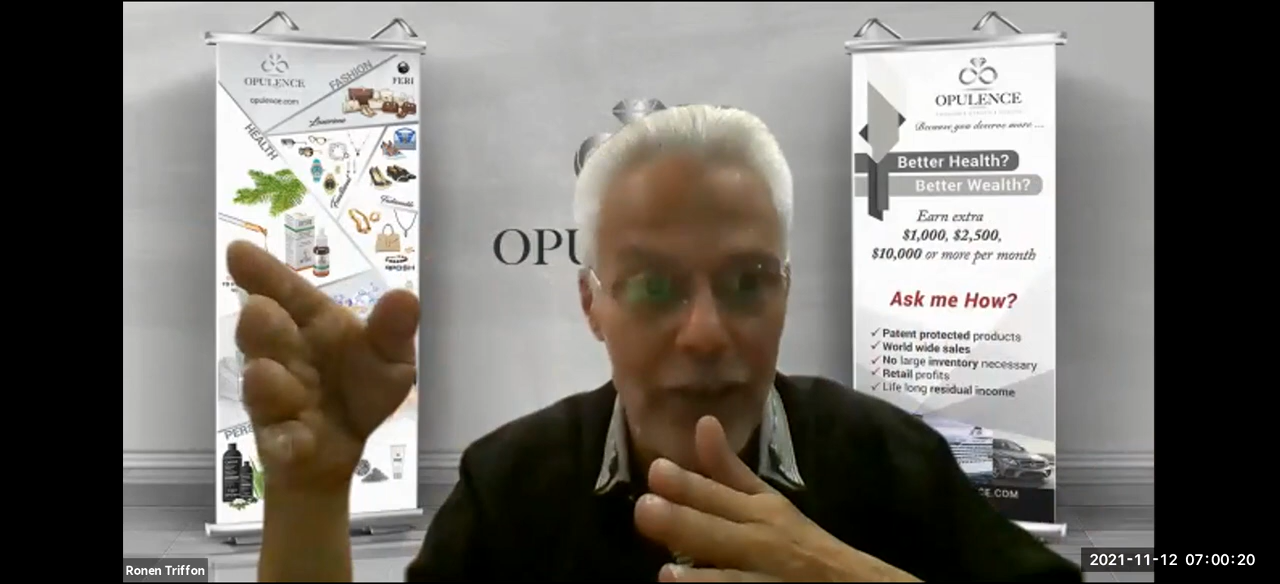 OPULENCE
opulence.com
FASHION
FERI
HEALTH
PERS
OPU
OPULENCE
Because you deserve more ...
Better Health?
Better Wealth?
Earn extra
$1,000, $2,500,
$10,000 or more per month
Ask me How?
✓ Patent protected products
✓ World wide sales
✓ No large inventory necessary
✓ Retail profits
✓ Life long residual income
CE.COM
Ronen Triffon
2021-11-12 07:00:20